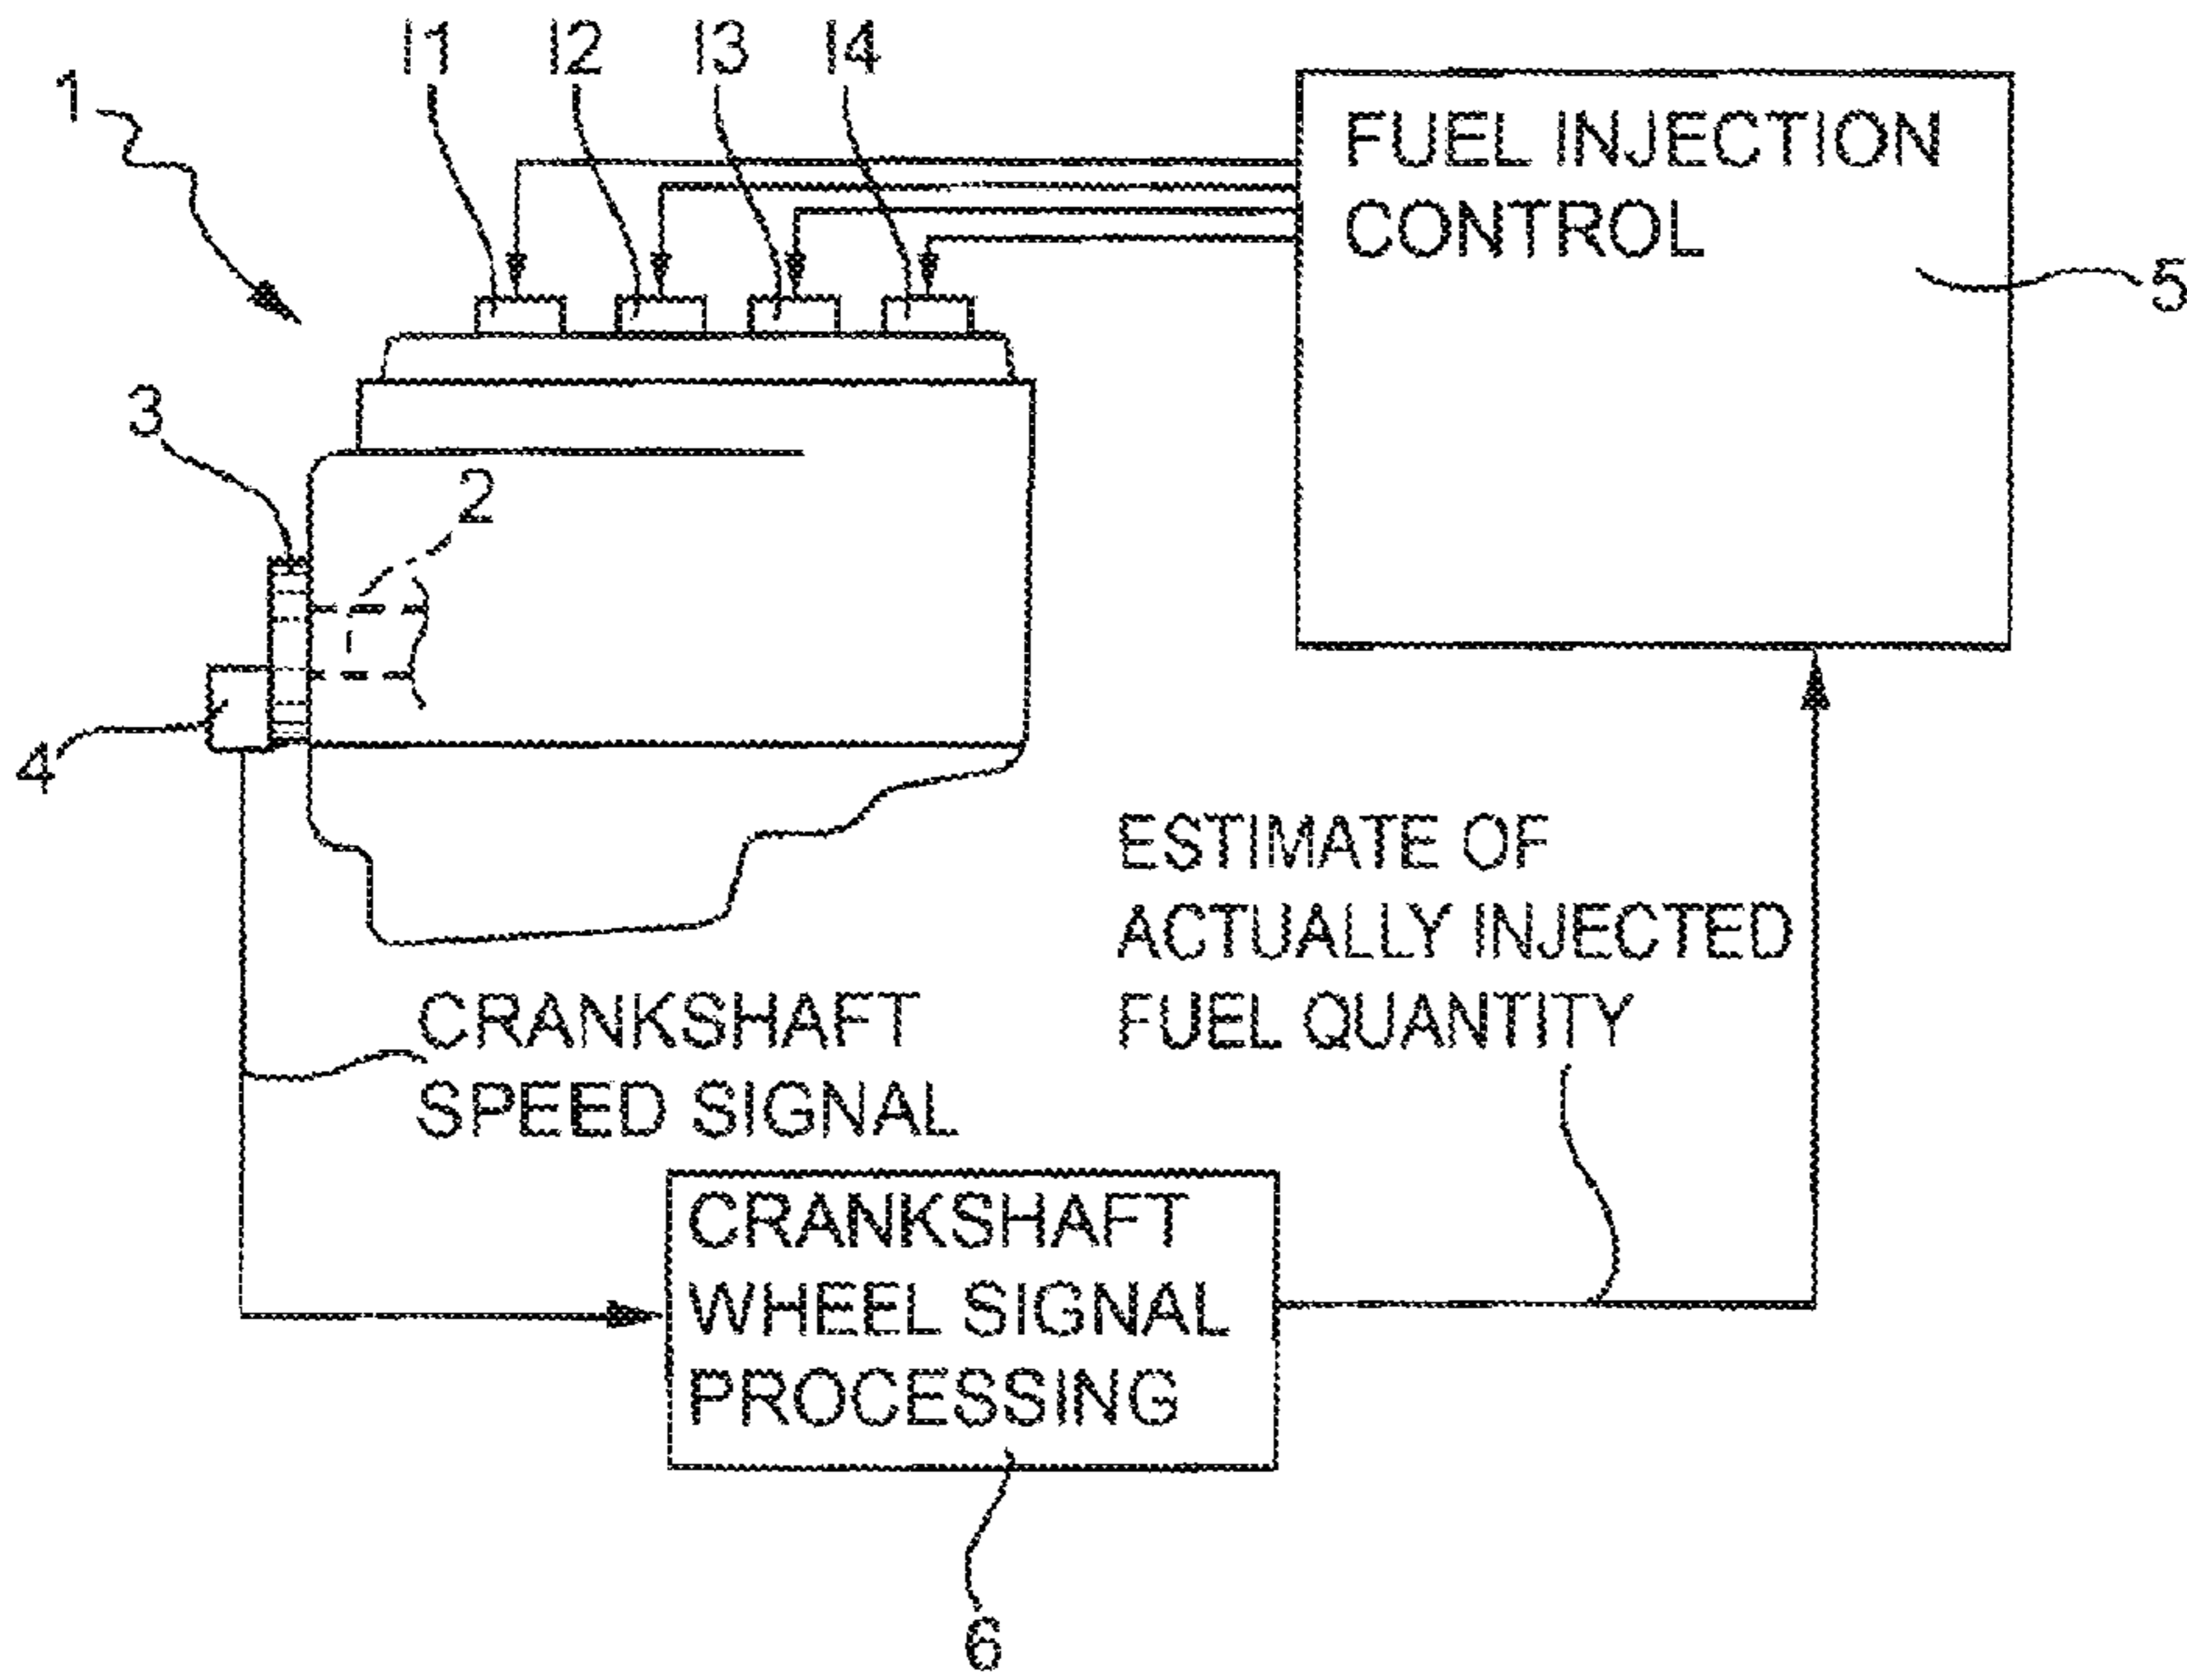 I1 I2 I3 I4
1
FUEL INJECTION
CONTROL
5
3
2
4
ESTIMATE OF
ACTUALLY INJECTED
FUEL QUANTITY
CRANKSHAFT
SPEED SIGNAL
CRANKSHAFT
WHEEL SIGNAL
PROCESSING
6